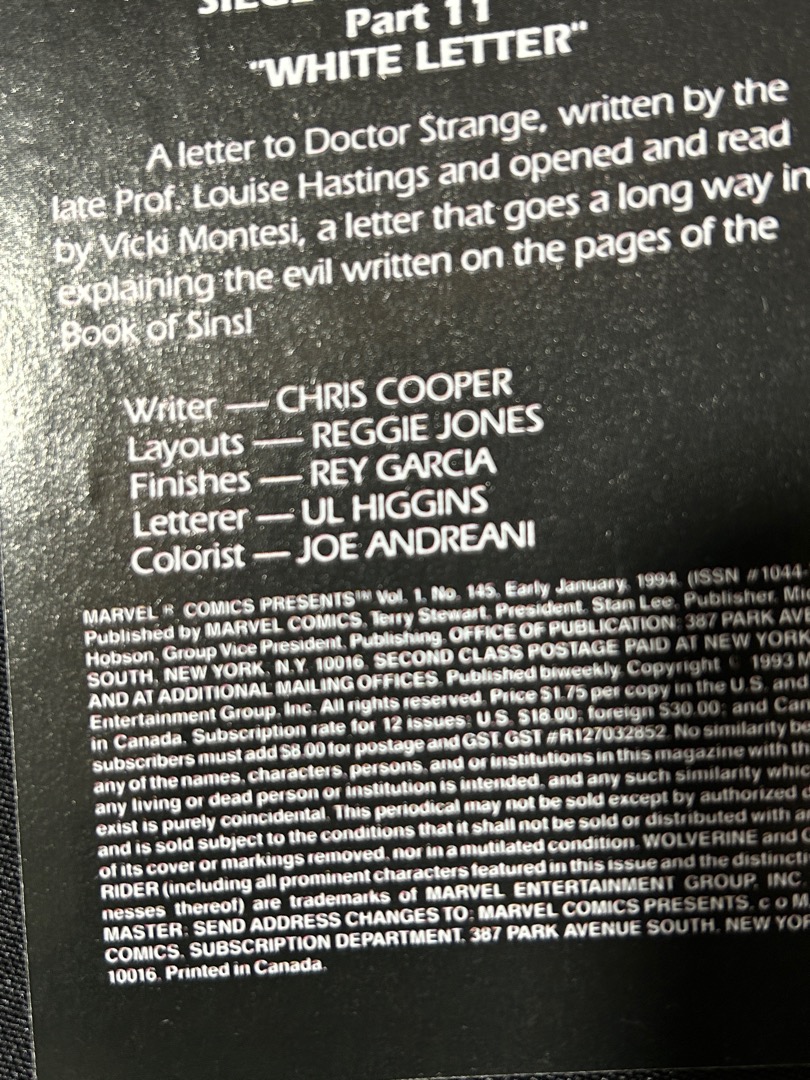 Part 11
"WHITE LETTER"
A letter to Doctor Strange, written by the
late Prof. Louise Hastings and opened and read
by Vicki Montesi, a letter that goes a long way in
explaining the evil written on the pages of the
Book of Sins!
Writer — CHRIS COOPER
Layouts — REGGIE JONES
Finishes — REY GARCIA
Letterer — UL HIGGINS
Colorist — JOE ANDREANI
MARVEL ® COMICS PRESENTS™ Vol. 1, No. 145, Early January, 1994. (ISSN #1044-
Published by MARVEL COMICS, Terry Stewart, President. Stan Lee, Publisher,
Hobson, Group Vice President, Publishing. OFFICE OF PUBLICATION: 387 PARK
SOUTH, NEW YORK, N.Y. 10016. SECOND CLASS POSTAGE PAID AT NEW YORK
AND AT ADDITIONAL MAILING OFFICES. Published biweekly. Copyright © 1993
Entertainment Group, Inc. All rights reserved. Price $1.75 per copy in the U.S. and
in Canada. Subscription rate for 12 issues: U.S. $18.00; foreign $30.00; and
subscribers must add $8.00 for postage and GST. GST #R127032852. No similarity
any of the names, characters, persons, and/or institutions in this magazine with
any living or dead person or institution is intended, and any such similarity
exist is purely coincidental. This periodical may not be sold except by authorized
and is sold subject to the conditions that it shall not be sold or distributed with
of its cover or markings removed, nor in a mutilated condition. WOLVERINE and
RIDER (including all prominent characters featured in this issue and the
nesses thereof) are trademarks of MARVEL ENTERTAINMENT GROUP, INC.
MASTER: SEND ADDRESS CHANGES TO: MARVEL COMICS PRESENTS, c o
COMICS, SUBSCRIPTION DEPARTMENT, 387 PARK AVENUE SOUTH, NEW
10016. Printed in Canada.